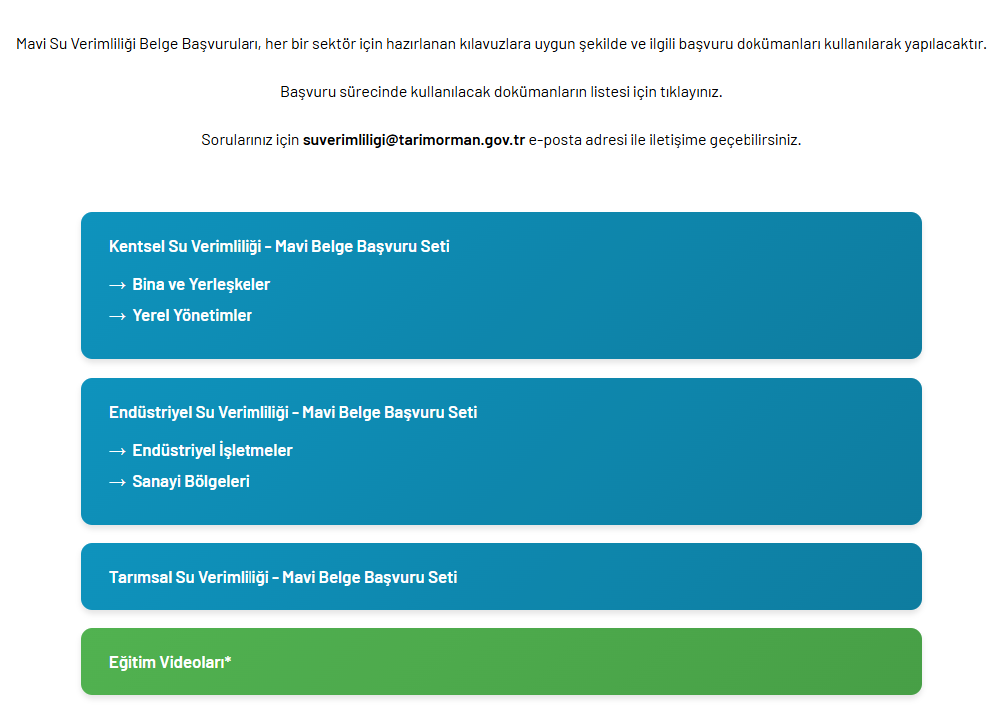 Mavi Su Verimliliği Belge Başvuruları, her bir sektör için hazırlanan kılavuzlara uygun şekilde ve ilgili başvuru dokümanları kullanılarak yapılacaktır.
Başvuru sürecinde kullanılacak dokümanların listesi için tıklayınız.
Sorularınız için suverimliligi@tarimorman.gov.tr e-posta adresi ile iletişime geçebilirsiniz.
Kentsel Su Verimliliği - Mavi Belge Başvuru Seti
→ Bina ve Yerleşkeler
→ Yerel Yönetimler
Endüstriyel Su Verimliliği - Mavi Belge Başvuru Seti
→ Endüstriyel İşletmeler
→ Sanayi Bölgeleri
Tarımsal Su Verimliliği - Mavi Belge Başvuru Seti
Eğitim Videoları*